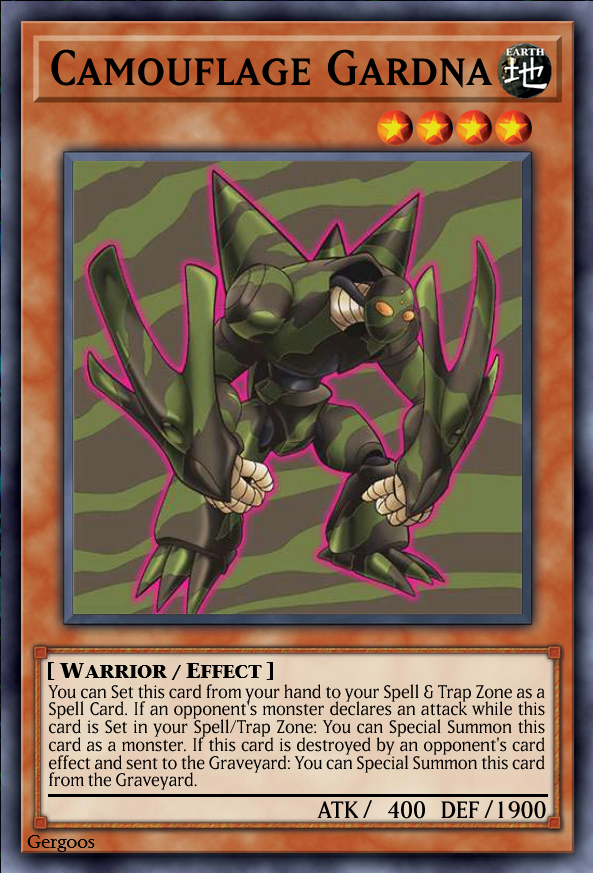 Camouflage Gardna
EARTH
地
[ Warrior / Effect ]
You can Set this card from your hand to your Spell & Trap Zone as a
Spell Card. If an opponent's monster declares an attack while this
card is Set in your Spell/Trap Zone: You can Special Summon this
card as a monster. If this card is destroyed by an opponent's card
effect and sent to the Graveyard: You can Special Summon this card
from the Graveyard.
ATK / 400 DEF /1900
Gergoos